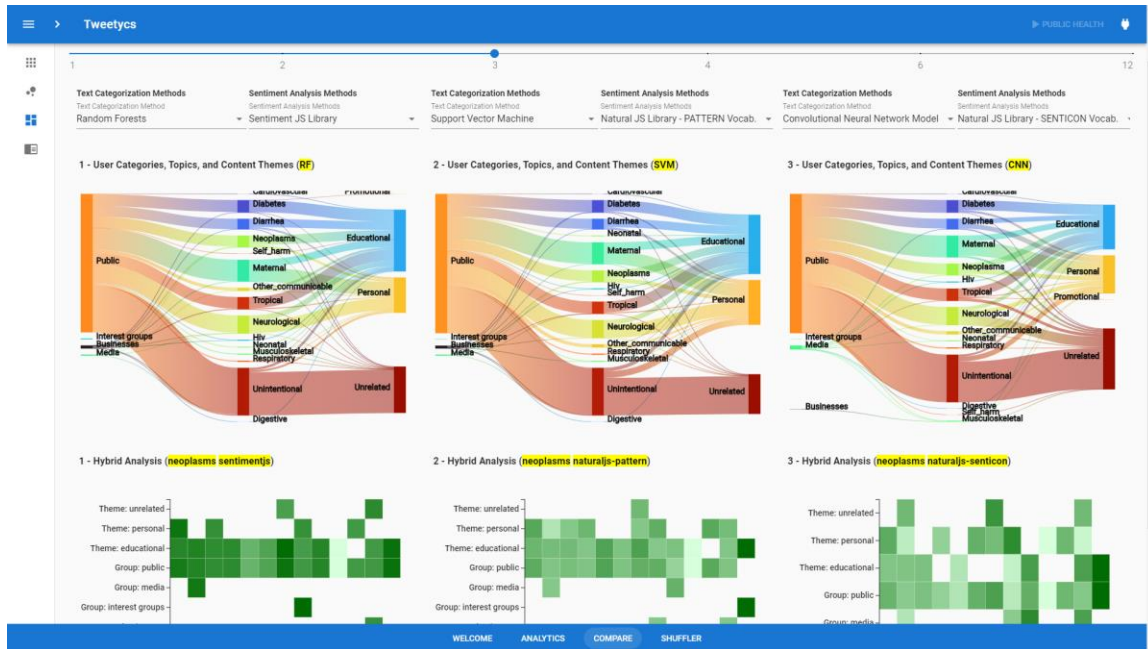 Tweetycs
PUBLIC HEALTH
1 2 3 4 6 12
Text Categorization Methods
Text Categorization Method
Random Forests
Sentiment Analysis Methods
Sentiment Analysis Methods
Sentiment JS Library
Text Categorization Methods
Text Categorization Method
Support Vector Machine
Sentiment Analysis Methods
Sentiment Analysis Methods
Natural JS Library - PATTERN Vocab.
Text Categorization Methods
Text Categorization Method
Convolutional Neural Network Model
Sentiment Analysis Methods
Sentiment Analysis Methods
Natural JS Library - SENTICON Vocab.
1 - User Categories, Topics, and Content Themes (RF)
Cardiovascular
Promotional
Diabetes
Diarrhea
Neoplasms
Educational
Self_harm
Public
Maternal
Other_communicable
Personal
Tropical
Neurological
Interest groups
Hiv
Businesses
Neonatal
Media
Musculoskeletal
Respiratory
Unintentional
Unrelated
Digestive
2 - User Categories, Topics, and Content Themes (SVM)
Cardiovascular
Diabetes
Diarrhea
Neonatal
Educational
Maternal
Public
Neoplasms
Hiv
Self_harm
Personal
Tropical
Neurological
Interest groups
Other_communicable
Businesses
Respiratory
Media
Musculoskeletal
Unintentional
Unrelated
Digestive
3 - User Categories, Topics, and Content Themes (CNN)
Cardiovascular
Diabetes
Diarrhea
Educational
Maternal
Public
Neoplasms
Personal
Hiv
Tropical
Promotional
Neurological
Other_communicable
Interest groups
Neonatal
Media
Respiratory
Unrelated
Unintentional
Businesses
Digestive
Self_harm
Musculoskeletal
1 - Hybrid Analysis (neoplasms sentimentjs)
Theme: unrelated
Theme: personal
Theme: educational
Group: public
Group: media
Group: interest groups
2 - Hybrid Analysis (neoplasms naturaljs-pattern)
Theme: unrelated
Theme: personal
Theme: educational
Group: public
Group: media
Group: interest groups
3 - Hybrid Analysis (neoplasms naturaljs-senticon)
Theme: unrelated
Theme: personal
Theme: educational
Group: public
Group: media
WELCOME ANALYTICS COMPARE SHUFFLER